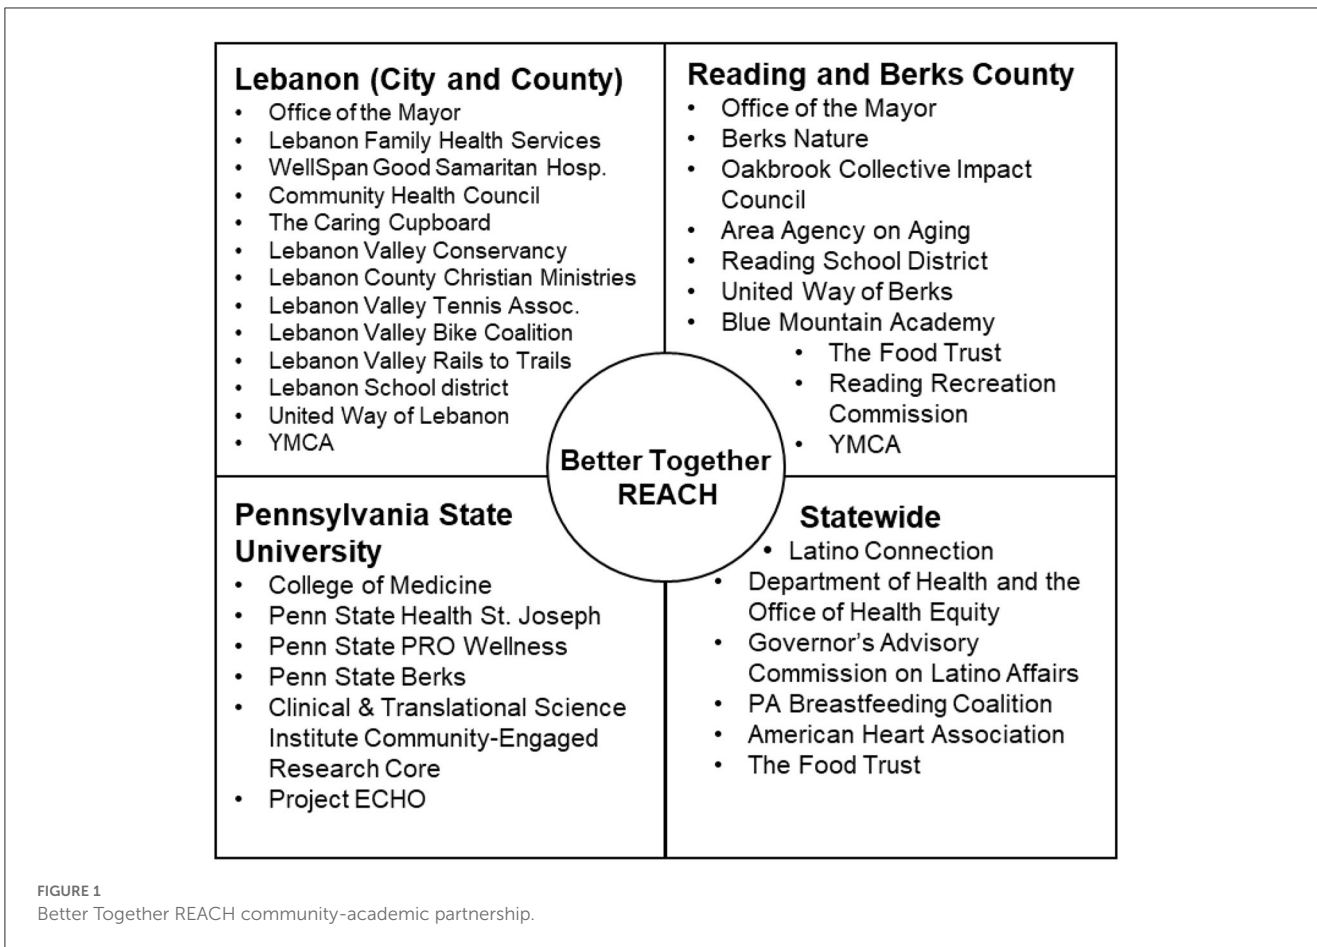 Lebanon (City and County)
• Office of the Mayor
• Lebanon Family Health Services
• WellSpan Good Samaritan Hosp.
• Community Health Council
• The Caring Cupboard
• Lebanon Valley Conservancy
• Lebanon County Christian Ministries
• Lebanon Valley Tennis Assoc.
• Lebanon Valley Bike Coalition
• Lebanon Valley Rails to Trails
• Lebanon School district
• United Way of Lebanon
• YMCA
Reading and Berks County
• Office of the Mayor
• Berks Nature
• Oakbrook Collective Impact
Council
• Area Agency on Aging
• Reading School District
• United Way of Berks
• Blue Mountain Academy
• The Food Trust
• Reading Recreation
Commission
• YMCA
Better Together
REACH
Pennsylvania State
University
• College of Medicine
• Penn State Health St. Joseph
• Penn State PRO Wellness
• Penn State Berks
• Clinical & Translational Science
Institute Community-Engaged
Research Core
• Project ECHO
Statewide
• Latino Connection
• Department of Health and the
Office of Health Equity
• Governor's Advisory
Commission on Latino Affairs
• PA Breastfeeding Coalition
• American Heart Association
• The Food Trust
FIGURE 1
Better Together REACH community-academic partnership.